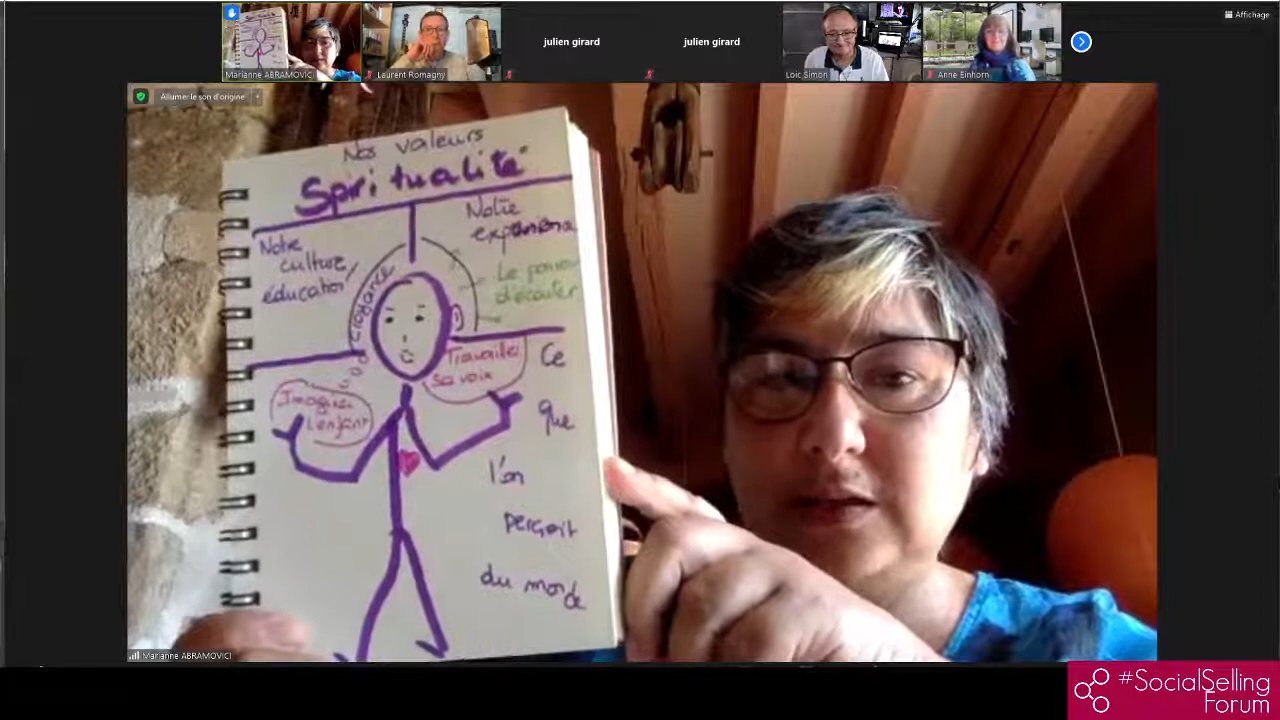 Affichage
julien girard
julien girard
Marianne ABRAMOVICI
Laurent Romagny
Loic Simon
Anne Einhorn
Allumer le son d'origine
Nos valeurs
Spiritualité
Notre
culture
éducation
Notre
Le pouvoir
d'écouter
croyance
Travailler
sa voix
Imaginer
l'enfant
Ce
que
l'on
perçoit
du monde
Marianne ABRAMOVICI
#SocialSelling
Forum